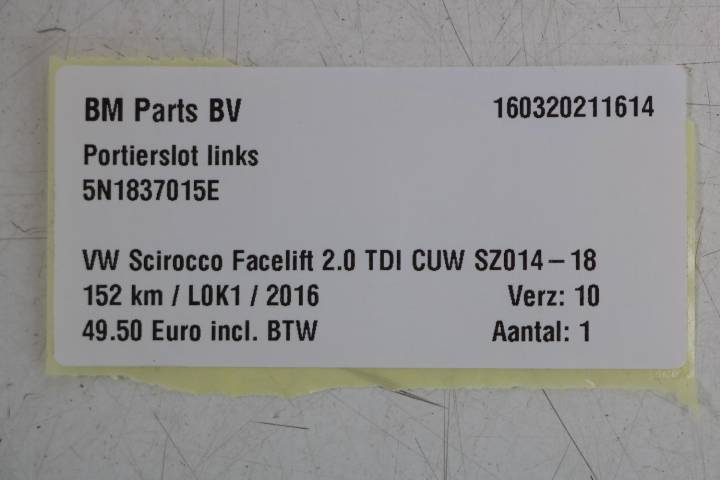 BM Parts BV 160320211614
Portierslot links
5N1837015E
VW Scirocco Facelift 2.0 TDI CUW SZ014-18
152 km / L0K1 / 2016 Verz: 10
49.50 Euro incl. BTW Aantal: 1